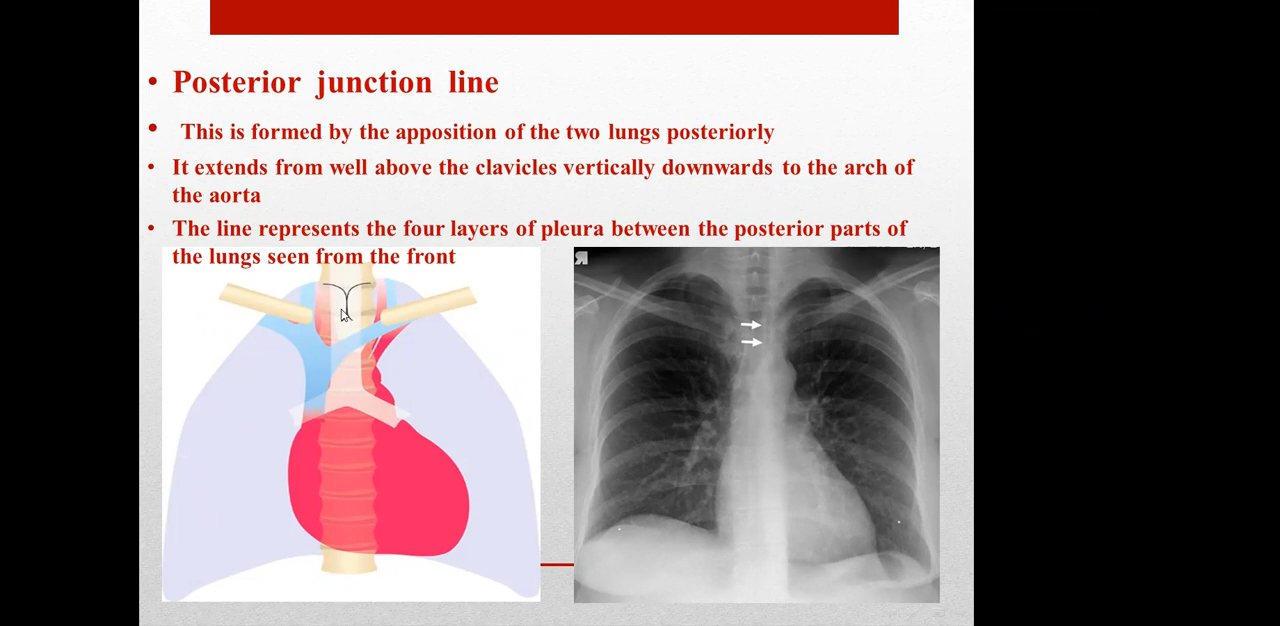 • Posterior junction line
• This is formed by the apposition of the two lungs posteriorly
• It extends from well above the clavicles vertically downwards to the arch of
the aorta
• The line represents the four layers of pleura between the posterior parts of
the lungs seen from the front